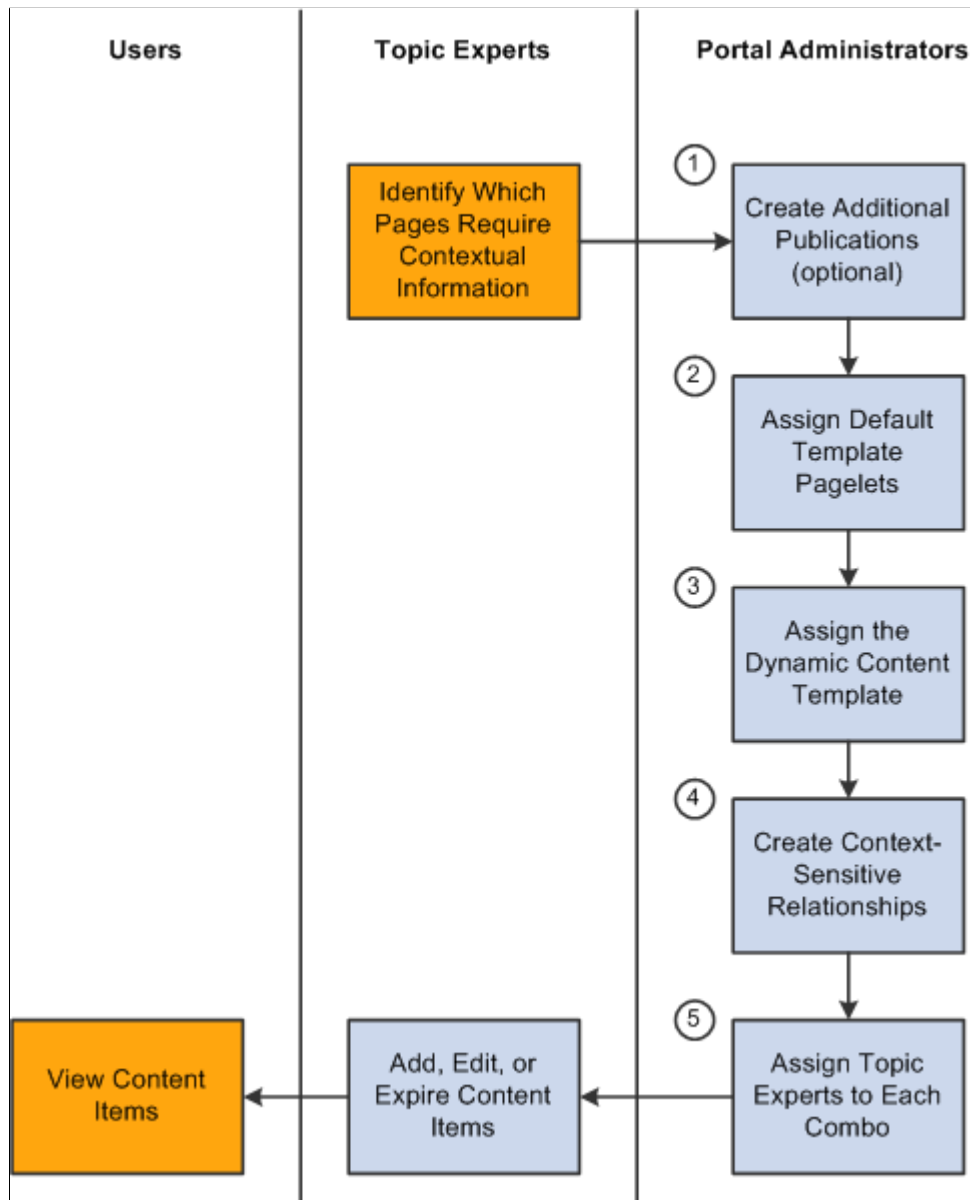 Users
Topic Experts
Portal Administrators
Identify Which
Pages Require
Contextual
Information
1
Create Additional
Publications
(optional)
2
Assign Default
Template
Pagelets
3
Assign the
Dynamic Content
Template
4
Create Context-
Sensitive
Relationships
5
Assign Topic
Experts to Each
Combo
Add, Edit, or
Expire Content
Items
View Content
Items